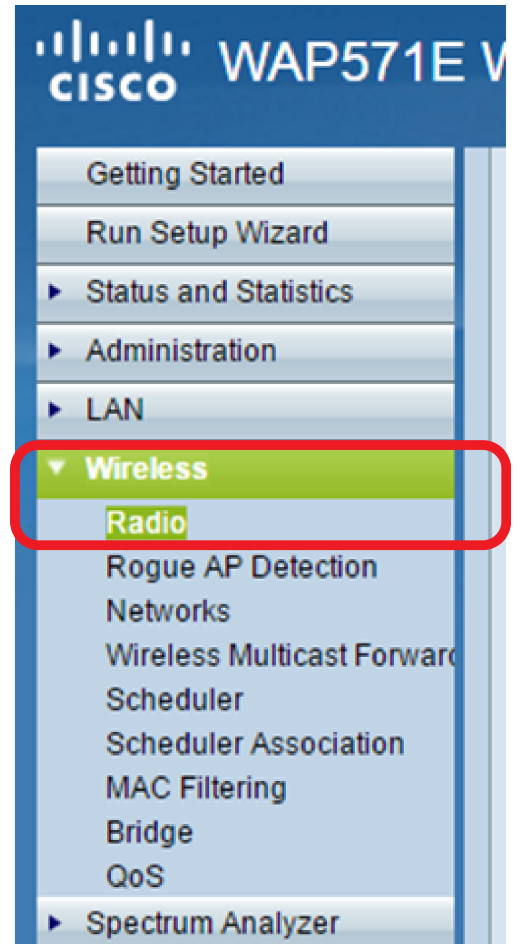 CISCO WAP571E W
Getting Started
Run Setup Wizard
Status and Statistics
Administration
LAN
Wireless
Radio
Rogue AP Detection
Networks
Wireless Multicast Forward
Scheduler
Scheduler Association
MAC Filtering
Bridge
QoS
Spectrum Analyzer